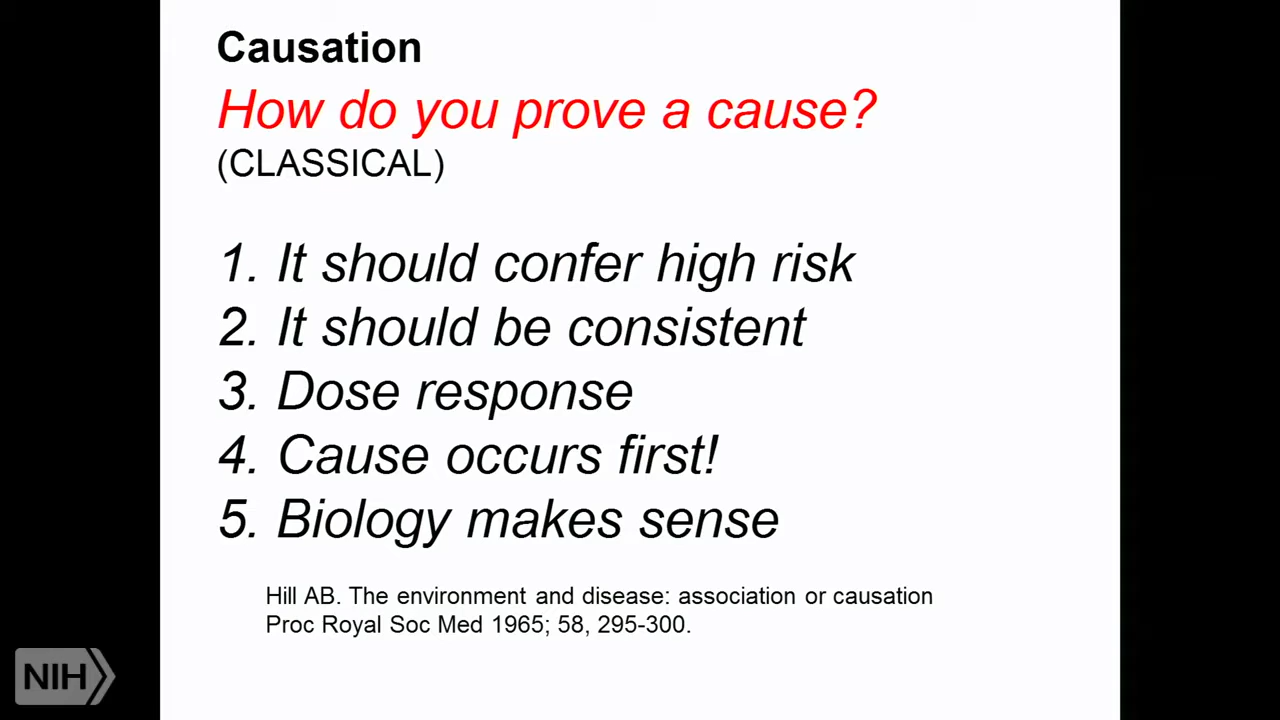 Causation
How do you prove a cause?
(CLASSICAL)
1. It should confer high risk
2. It should be consistent
3. Dose response
4. Cause occurs first!
5. Biology makes sense
Hill AB. The environment and disease: association or causation
Proc Royal Soc Med 1965; 58, 295-300.
NIH